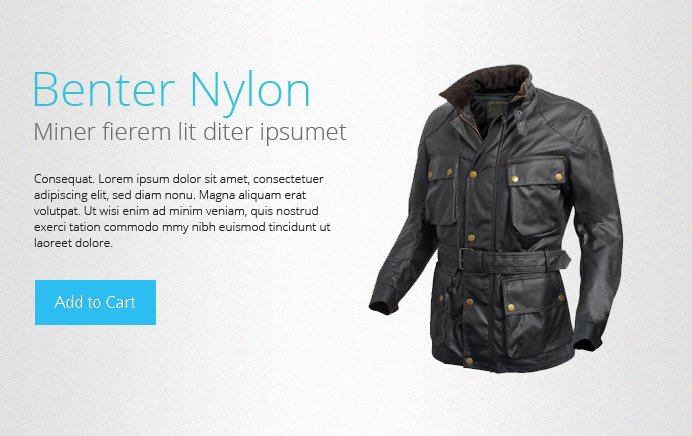 Benter Nylon
Miner fierem lit diter ipsumet
Consequat. Lorem ipsum dolor sit amet, consectetuer
adipiscing elit, sed diam nonu. Magna aliquam erat
volutpat. Ut wisi enim ad minim veniam, quis nostrud
exerci tation commodo mmy nibh euismod tincidunt ut
laoreet dolore.
Add to Cart